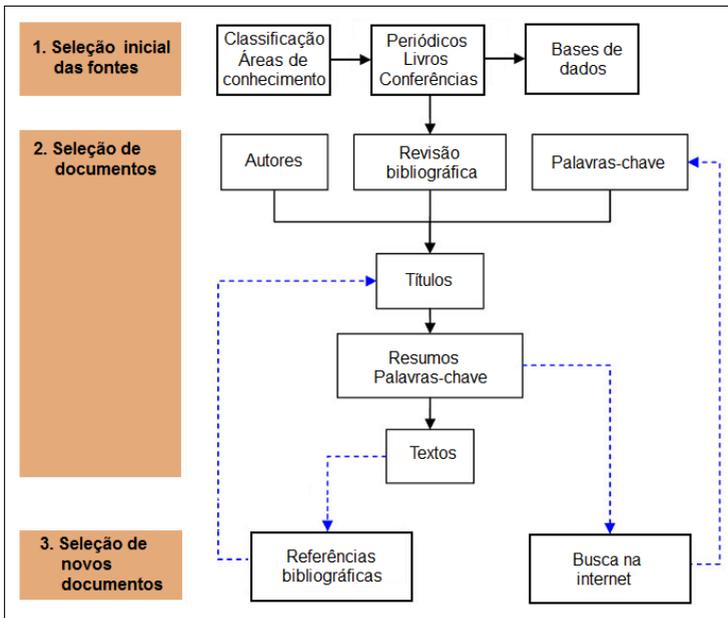 1. Seleção inicial
das fontes
Classificação
Áreas de
conhecimento
Periódicos
Livros
Conferências
Bases de
dados
2. Seleção de
documentos
Autores
Revisão
bibliográfica
Palavras-chave
Títulos
Resumos
Palavras-chave
Textos
3. Seleção de
novos
documentos
Referências
bibliográficas
Busca na
internet